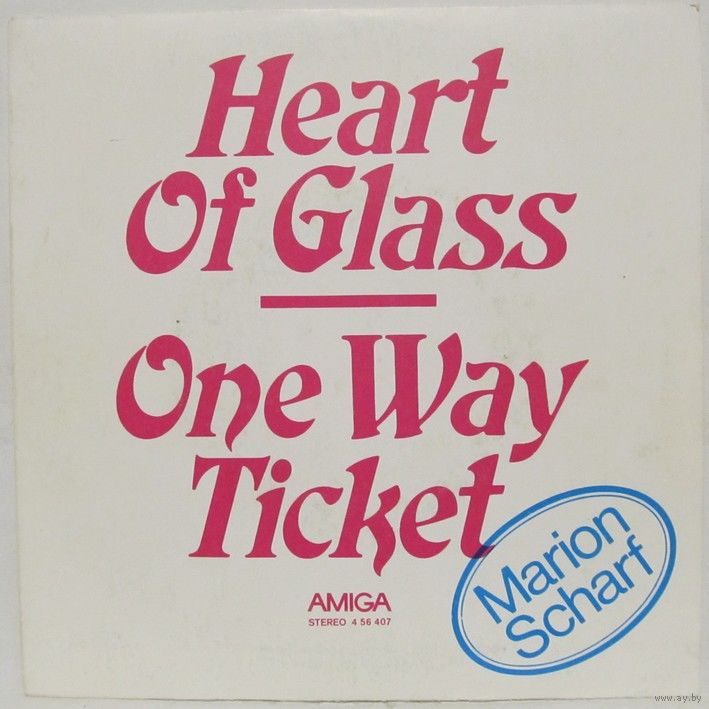 Heart
Of Glass
One Way
Ticket
AMIGA
STEREO 4 56 407
Marion
Scharf
www.ay.by